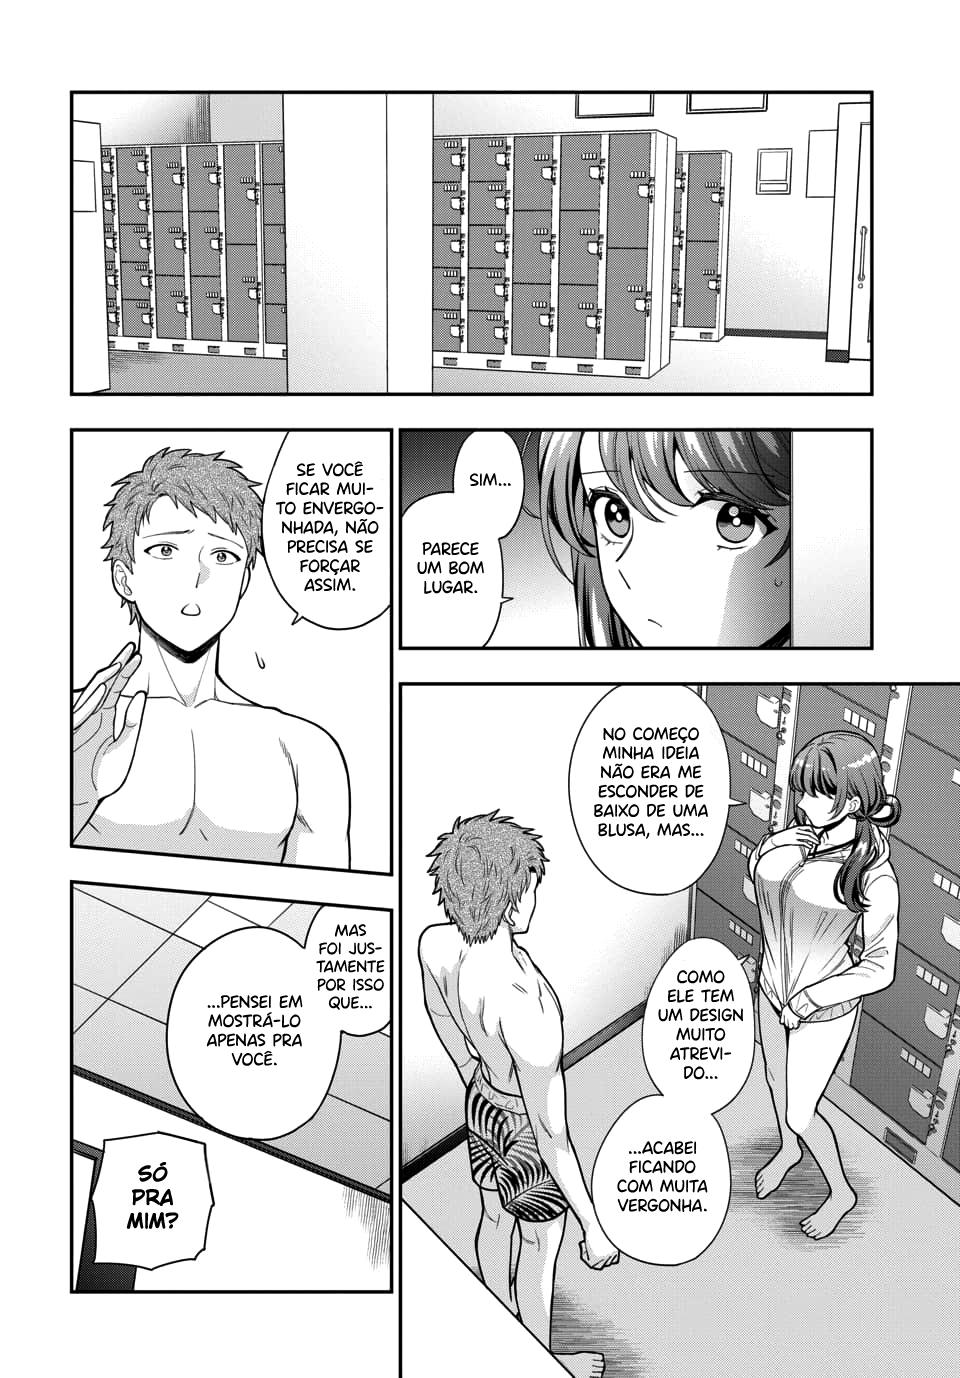 SIM...
PARECE
UM BOM
LUGAR.
SE VOCÊ
FICAR MUI-
TO ENVERGO-
NHADA, NÃO
PRECISA SE
FORÇAR
ASSIM.
NO COMEÇO
MINHA IDEIA
NÃO ERA ME
ESCONDER DE
BAIXO DE UMA
BLUSA, MAS...
COMO
ELE TEM
UM DESIGN
MUITO
ATREVI-
DO...
...ACABEI
FICANDO
COM MUITA
VERGONHA.
MAS
FOI JUS-
TAMENTE
POR ISSO
QUE...
...PENSEI EM
MOSTRÁ-LO
APENAS PRA
VOCÊ.
SÓ
PRA
MIM?